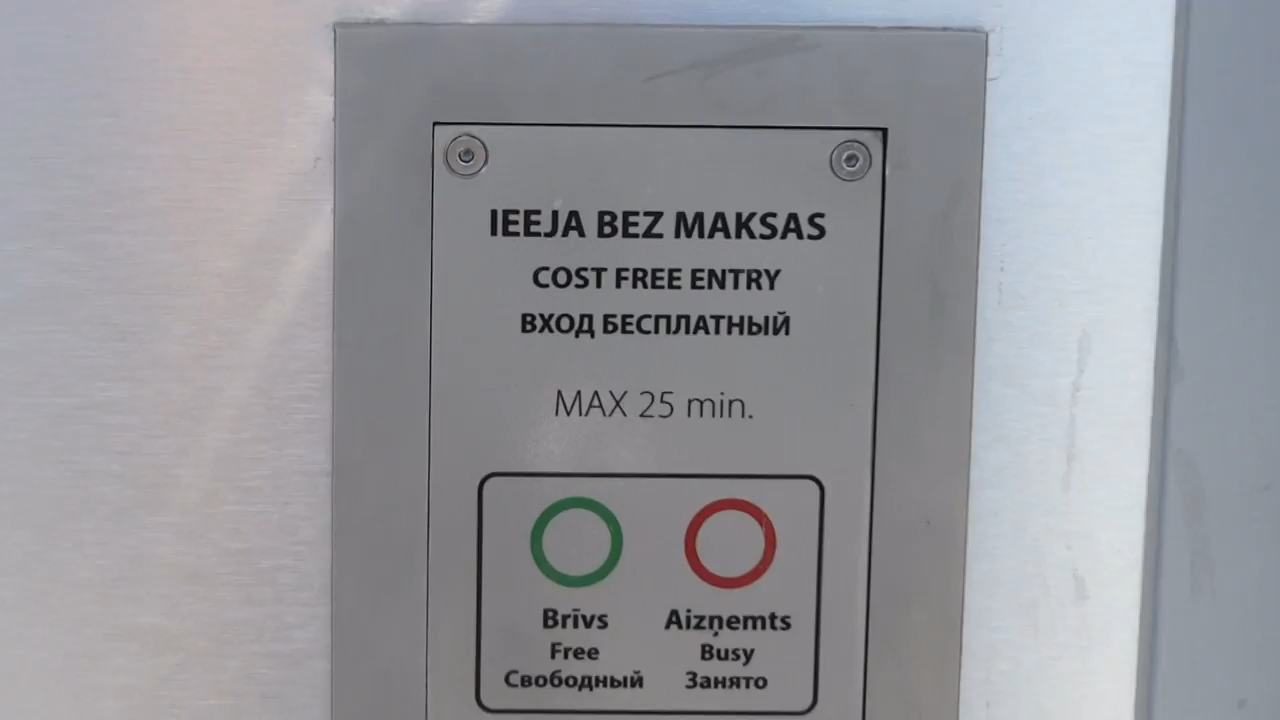 IEEJA BEZ MAKSAS
COST FREE ENTRY
ВХОД БЕСПЛАТНЫЙ
MAX 25 min.
Brīvs
Free
Свободный
Aizņemts
Busy
Занято